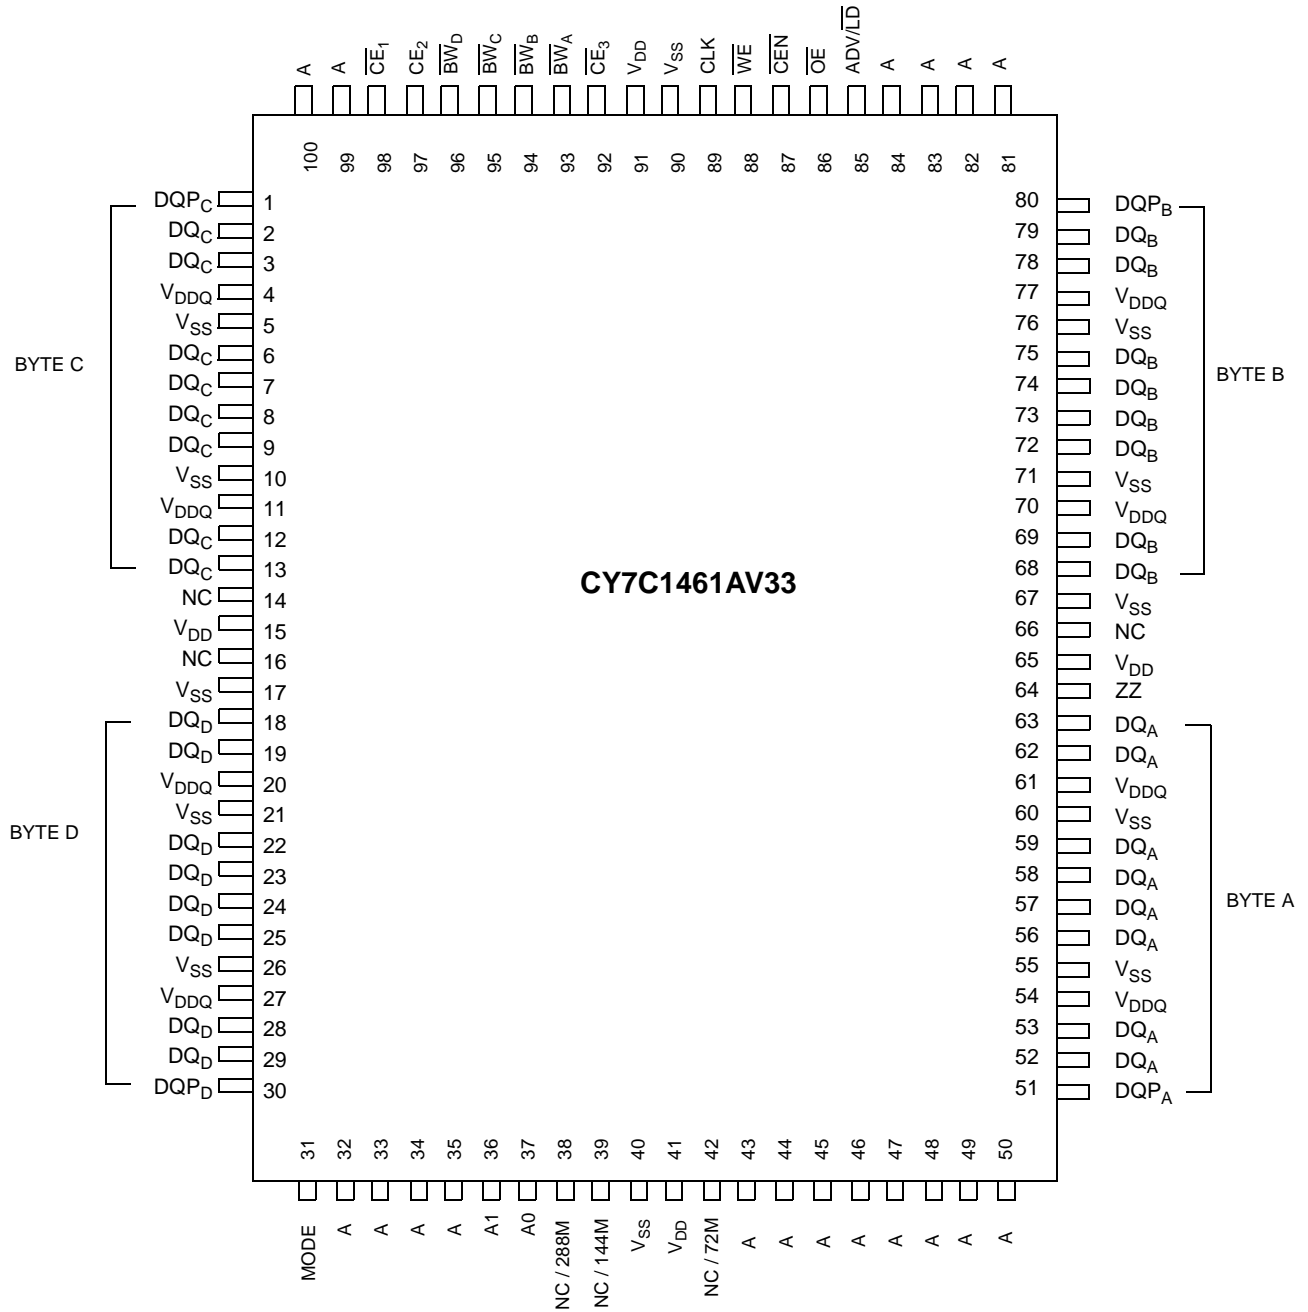 A A CE1 CE2 BWD BWC BWB BWA CE3 VDD VSS CLK WE CEN OE ADV/LD A A A A
100 99 98 97 96 95 94 93 92 91 90 89 88 87 86 85 84 83 82 81
DQPC 1 80 DQPB
DQC 2 79 DQB
DQC 3 78 DQB
VDDQ 4 77 VDDQ
VSS 5 76 VSS
DQC 6 75 DQB
BYTE C
BYTE B
DQC 7 74 DQB
DQC 8 73 DQB
DQC 9 72 DQB
VSS 10 71 VSS
VDDQ 11 70 VDDQ
DQC 12 69 DQB
DQC 13 68 DQB
CY7C1461AV33
NC 14 67 VSS
VDD 15 66 NC
NC 16 65 VDD
VSS 17 64 ZZ
DQD 18 63 DQA
DQD 19 62 DQA
VDDQ 20 61 VDDQ
VSS 21 60 VSS
BYTE D
DQD 22 59 DQA
DQD 23 58 DQA
DQD 24 57 DQA
BYTE A
DQD 25 56 DQA
VSS 26 55 VSS
VDDQ 27 54 VDDQ
DQD 28 53 DQA
DQD 29 52 DQA
DQPD 30 51 DQPA
31 32 33 34 35 36 37 38 39 40 41 42 43 44 45 46 47 48 49 50
MODE A A A A A1 A0 NC / 288M NC / 144M VSS VDD NC / 72M A A A A A A A A